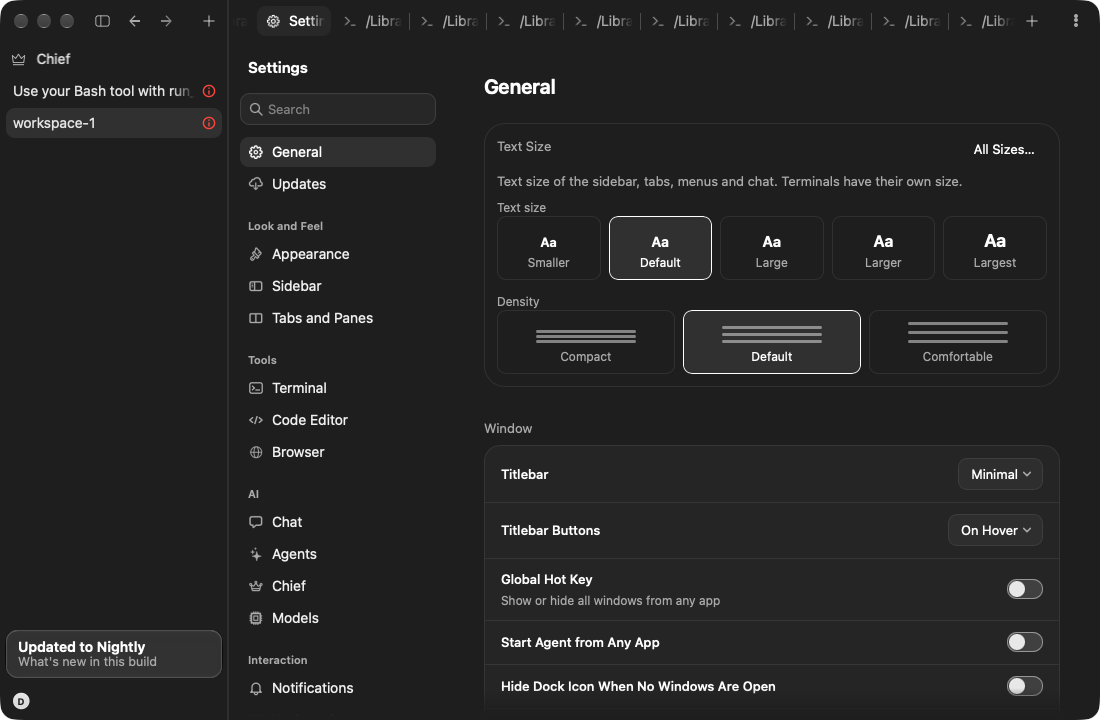 Chief
Use your Bash tool with run_
workspace-1
Updated to Nightly
What's new in this build
D
Settin
/Libra
/Libra
/Libra
/Libra
/Libra
/Libra
/Libra
/Libra
/Libr
Settings
Search
General
Updates
Look and Feel
Appearance
Sidebar
Tabs and Panes
Tools
Terminal
Code Editor
Browser
AI
Chat
Agents
Chief
Models
Interaction
Notifications
General
Text Size
All Sizes...
Text size of the sidebar, tabs, menus and chat. Terminals have their own size.
Text size
Aa Aa Aa Aa Aa
Smaller Default Large Larger Largest
Density
Compact Default Comfortable
Window
Titlebar
Minimal
Titlebar Buttons
On Hover
Global Hot Key
Show or hide all windows from any app
Start Agent from Any App
Hide Dock Icon When No Windows Are Open